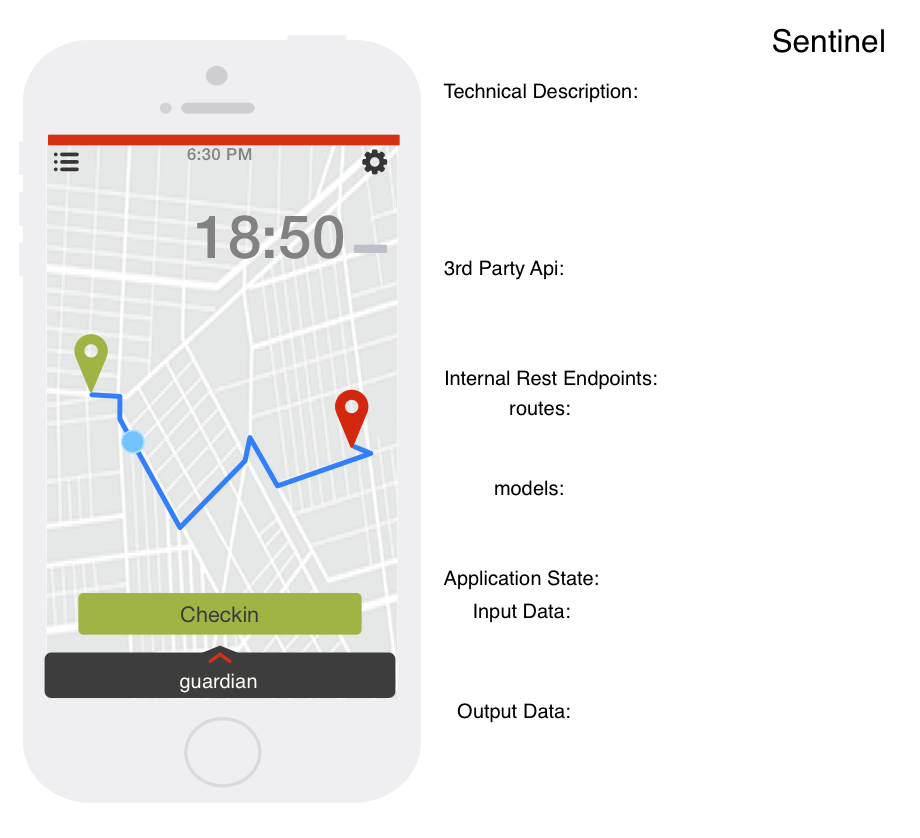 Sentinel
Technical Description:
3rd Party Api:
Internal Rest Endpoints:
routes:
models:
Application State:
Input Data:
Output Data:
6:30 PM
18:50
Checkin
guardian